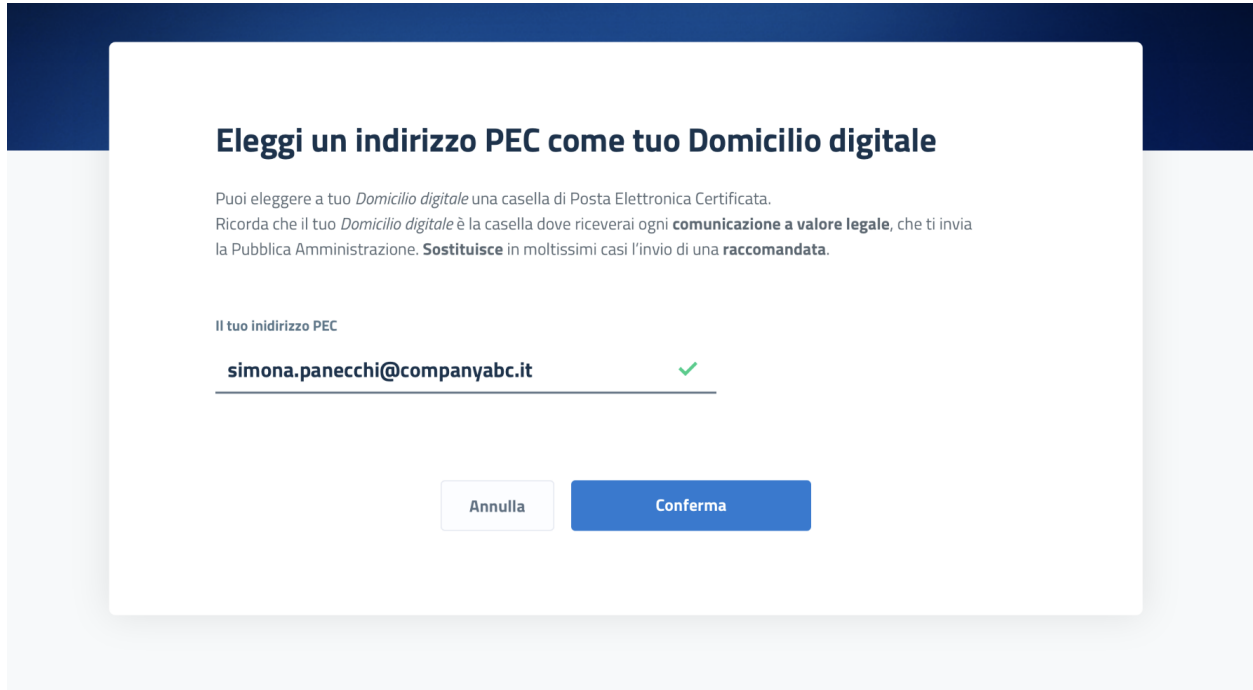 Eleggi un indirizzo PEC come tuo Domicilio digitale
Puoi eleggere a tuo Domicilio digitale una casella di Posta Elettronica Certificata.
Ricorda che il tuo Domicilio digitale è la casella dove riceverai ogni comunicazione a valore legale, che ti invia
la Pubblica Amministrazione. Sostituisce in moltissimi casi l’invio di una raccomandata.
Il tuo inidirizzo PEC
simona.panecchi@companyabc.it
Annulla
Conferma